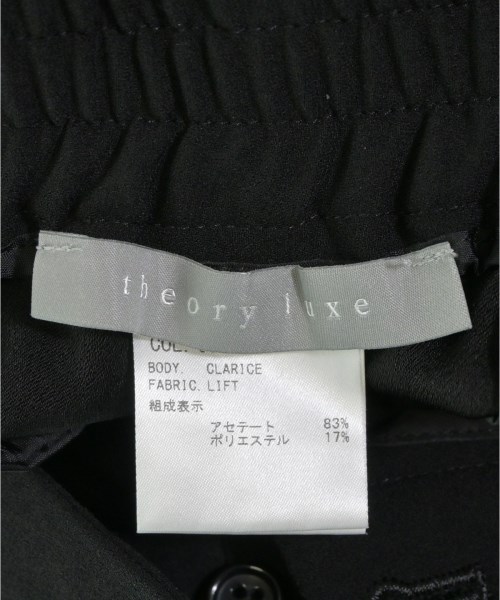 theory luxe
COL.
BODY. CLARICE
FABRIC. LIFT
組成表示
アセテート 83%
ポリエステル 17%